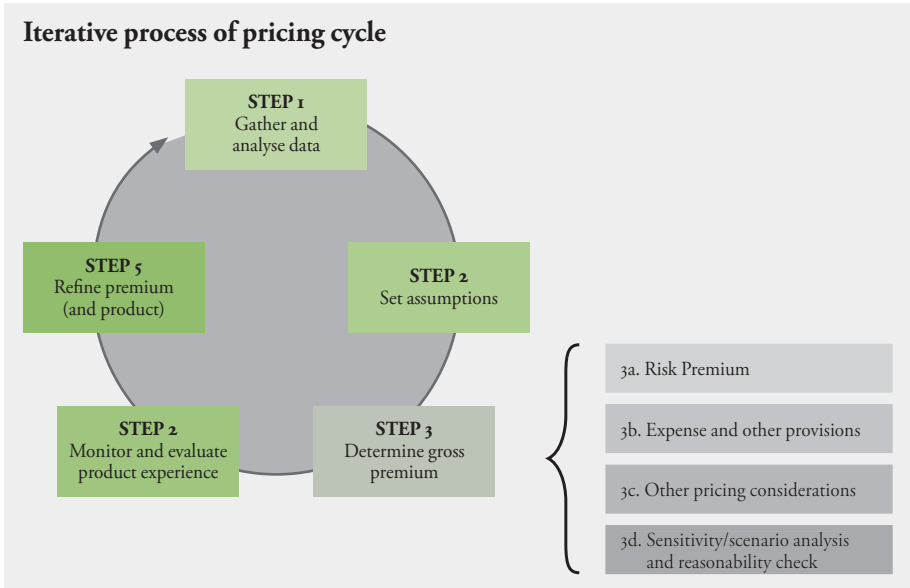 Iterative process of pricing cycle
STEP 1
Gather and
analyse data
STEP 2
Set assumptions
STEP 3
Determine gross
premium
3a. Risk Premium
3b. Expense and other provisions
3c. Other pricing considerations
3d. Sensitivity/scenario analysis
and reasonability check
STEP 2
Monitor and evaluate
product experience
STEP 5
Refine premium
(and product)